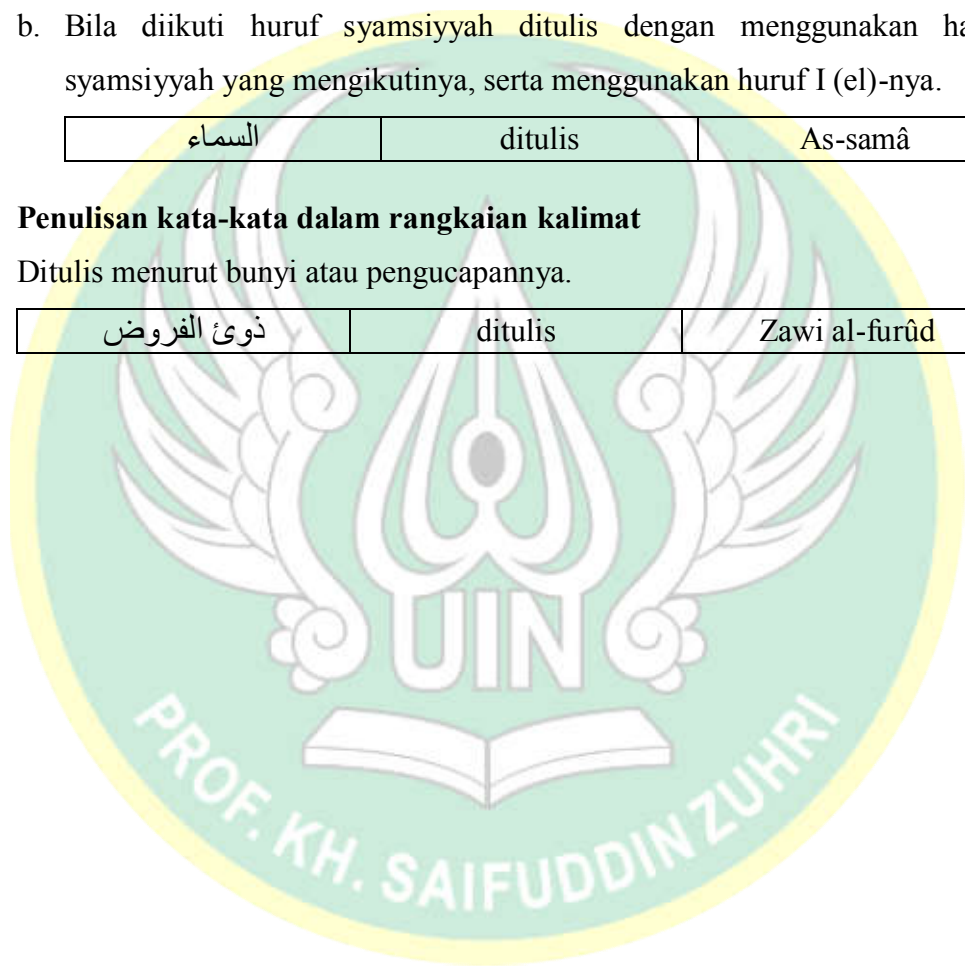 b. Bila diikuti huruf syamsiyyah ditulis dengan menggunakan
syamsiyyah yang mengikutinya, serta menggunakan huruf I (el)-nya.
السماء ditulis As-samâ
Penulisan kata-kata dalam rangkaian kalimat
Ditulis menurut bunyi atau pengucapannya.
ذوئ الفروض ditulis Zawi al-furûd
UIN
PROF. KH. SAIFUDDIN ZUHRI